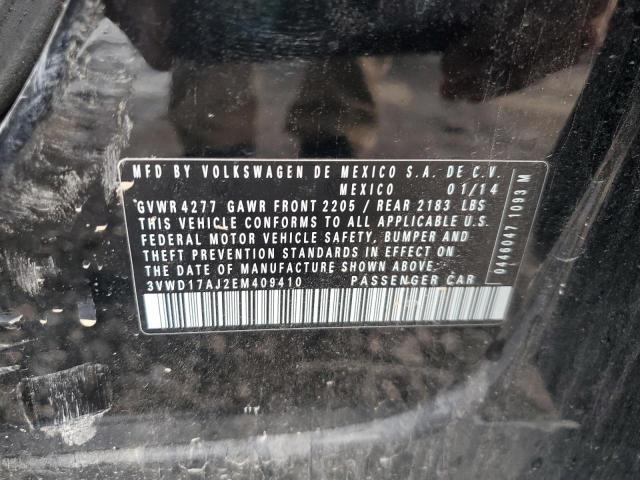 MFD BY VOLKSWAGEN DE MEXICO S.A. DE C.V.
MEXICO 01/14
GVWR 4277 GAWR FRONT 2205 / REAR 2183 LBS
THIS VEHICLE CONFORMS TO ALL APPLICABLE U.S.
FEDERAL MOTOR VEHICLE SAFETY, BUMPER AND
THEFT PREVENTION STANDARDS IN EFFECT ON
THE DATE OF MANUFACTURE SHOWN ABOVE.
3VWD17AJ2EM409410 PASSENGER CAR
0449047 1093 M